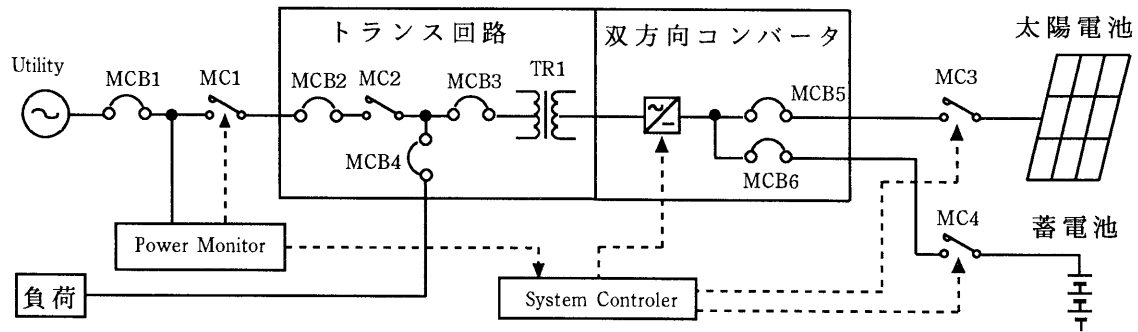 トランス回路
双方向コンバータ
太陽電池
Utility
MCB1
MC1
MCB2
MC2
MCB3
TR1
MCB5
MC3
MCB4
MCB6
MC4
蓄電池
Power Monitor
負荷
System Controler